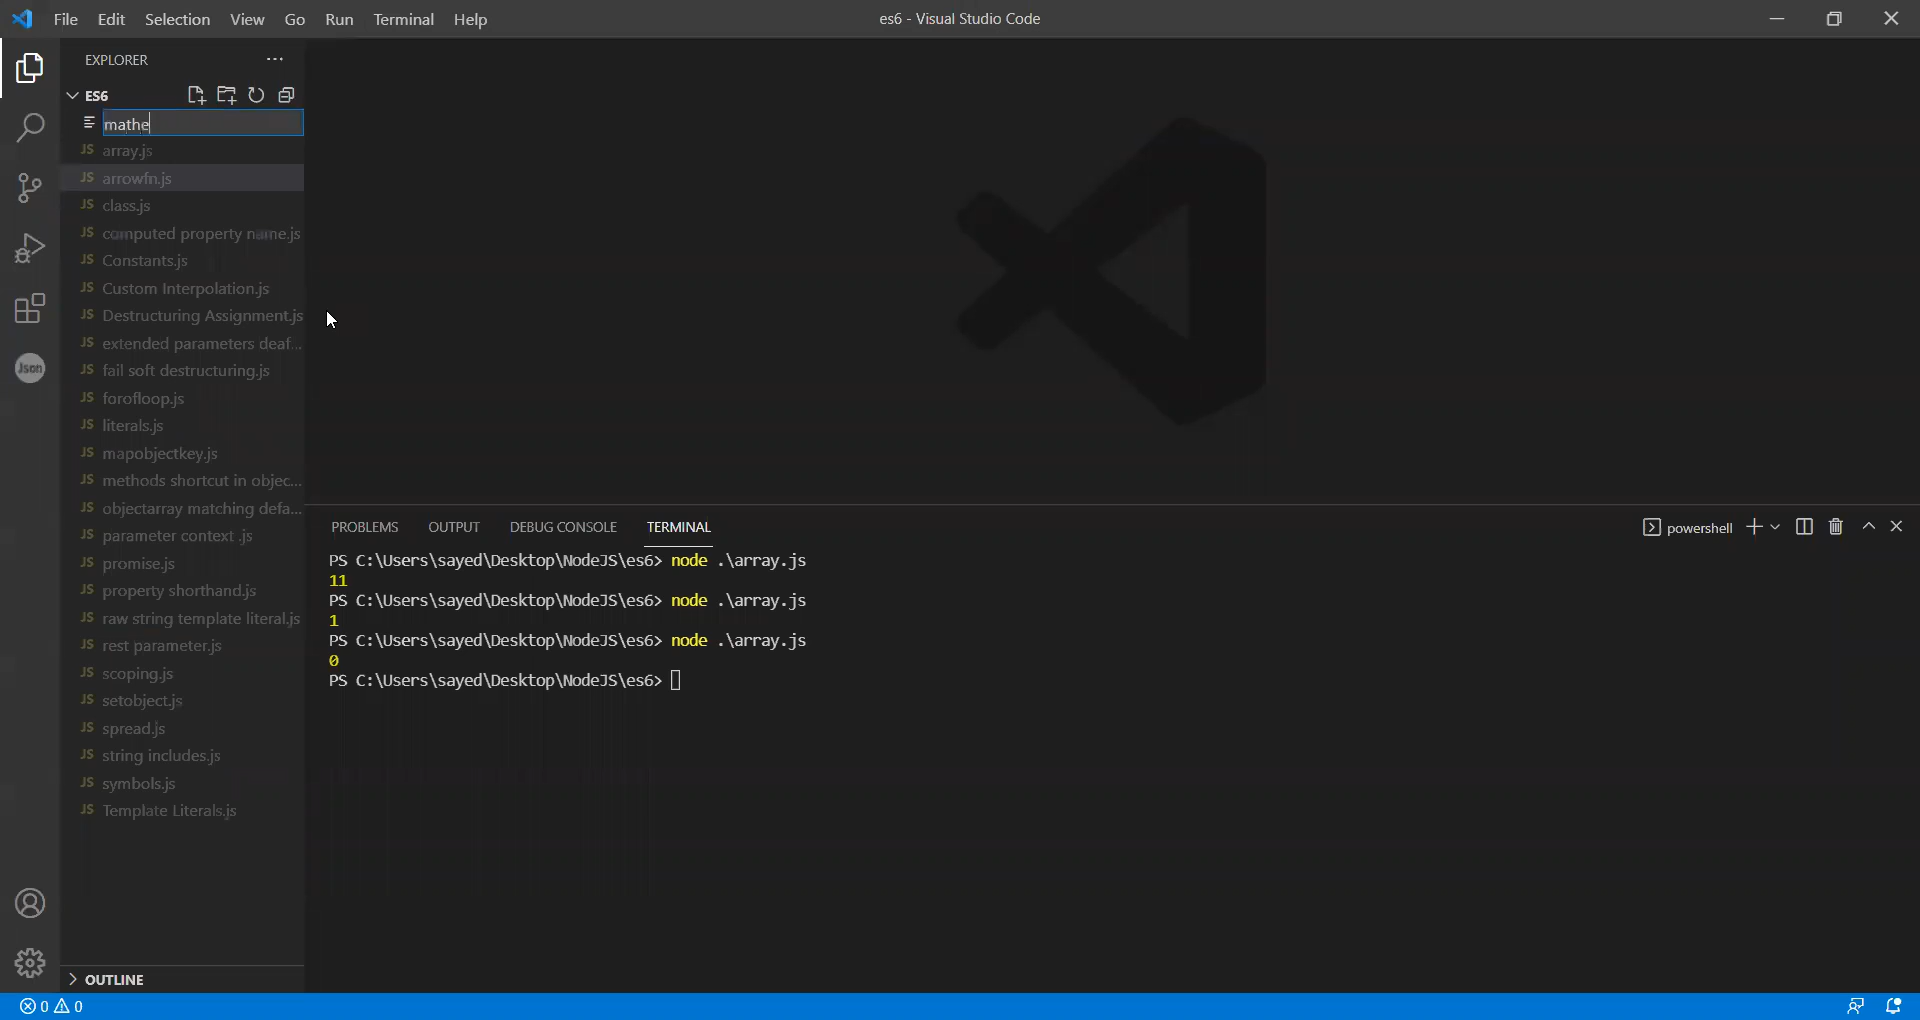 File Edit Selection View Go Run Terminal Help es6 - Visual Studio Code
EXPLORER
ES6
mathe
JS array.js
JS arrowfn.js
JS class.js
JS computed property name.js
JS Constants.js
JS Custom Interpolation.js
JS Destructuring Assignment.js
JS extended parameters deaf...
JS fail soft destructuring.js
JS forofloop.js
JS literals.js
JS mapobjectkey.js
JS methods shortcut in objec...
JS objectarray matching defa...
JS parameter context .js
JS promise.js
JS property shorthand.js
JS raw string template literal.js
JS rest parameter.js
JS scoping.js
JS setobject.js
JS spread.js
JS string includes.js
JS symbols.js
JS Template Literals.js
OUTLINE
Json
PROBLEMS OUTPUT DEBUG CONSOLE TERMINAL powershell
PS C:\Users\sayed\Desktop\NodeJS\es6> node .\array.js
11
PS C:\Users\sayed\Desktop\NodeJS\es6> node .\array.js
1
PS C:\Users\sayed\Desktop\NodeJS\es6> node .\array.js
0
PS C:\Users\sayed\Desktop\NodeJS\es6>
0 0